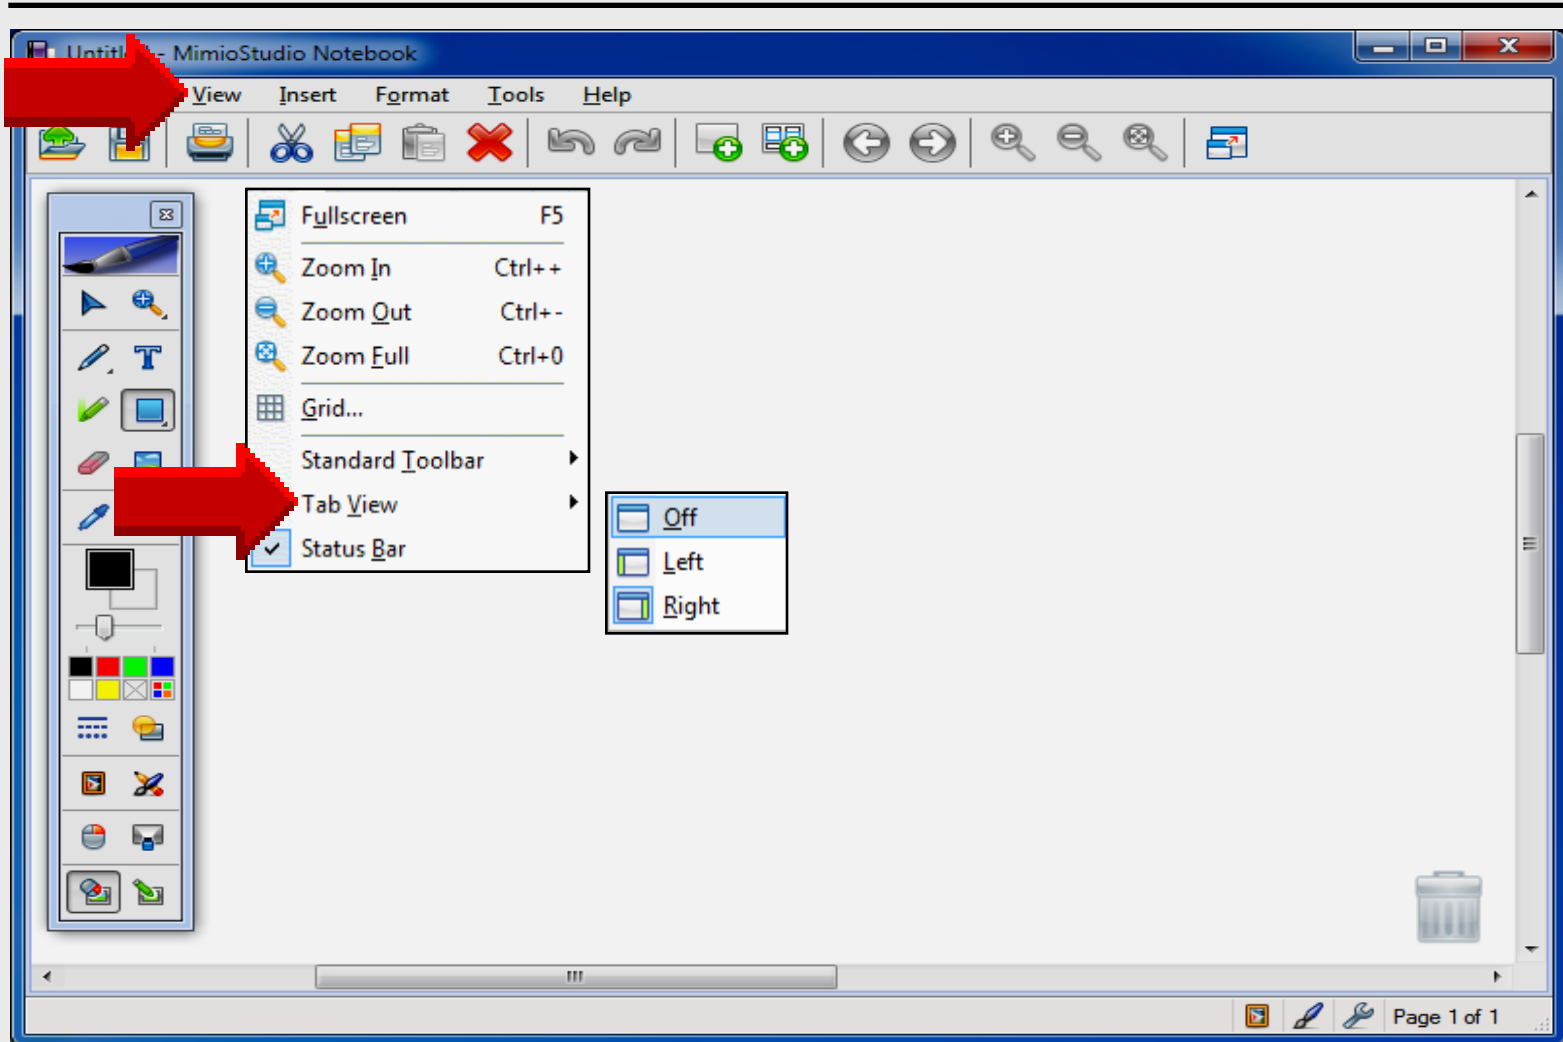 - MimioStudio Notebook
View Insert Format Tools Help
Fullscreen F5
Zoom In Ctrl++
Zoom Out Ctrl+-
Zoom Full Ctrl+0
Grid...
Standard Toolbar
Tab View
Status Bar
Off
Left
Right
T
Page 1 of 1